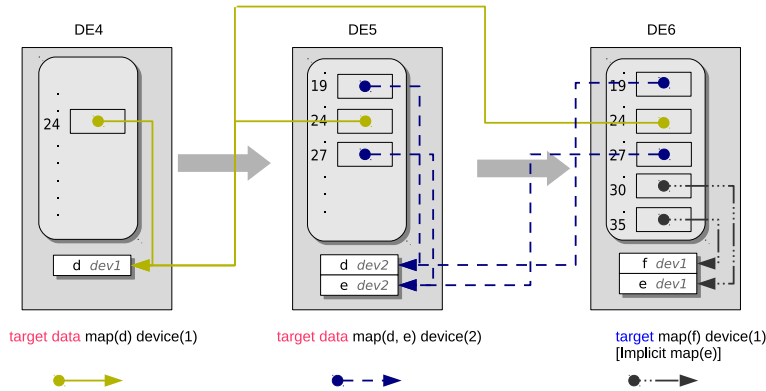 DE4
DE5
DE6
24
d dev1
19
24
27
d dev2
e dev2
19
24
27
30
35
f dev1
e dev1
target data map(d) device(1)
target data map(d, e) device(2)
target map(f) device(1)
[Implicit map(e)]